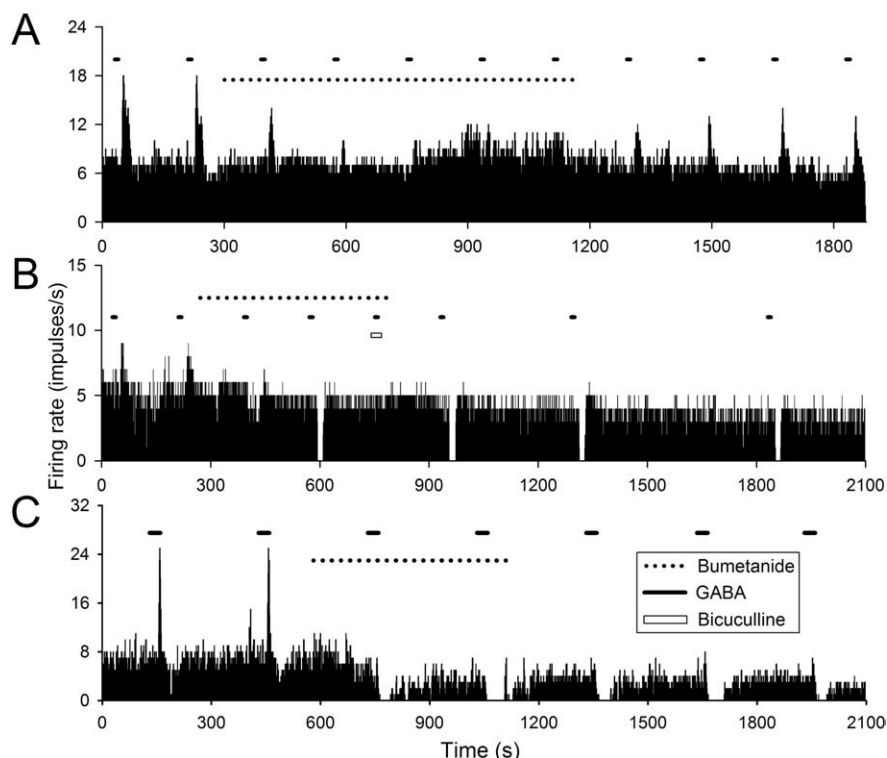 A
24
18
12
6
0
0 300 600 900 1200 1500 1800
B
15
10
5
0
0 300 600 900 1200 1500 1800 2100
Firing rate (impulses/s)
C
32
24
16
8
0
Bumetanide
GABA
Bicuculline
0 300 600 900 1200 1500 1800 2100
Time (s)